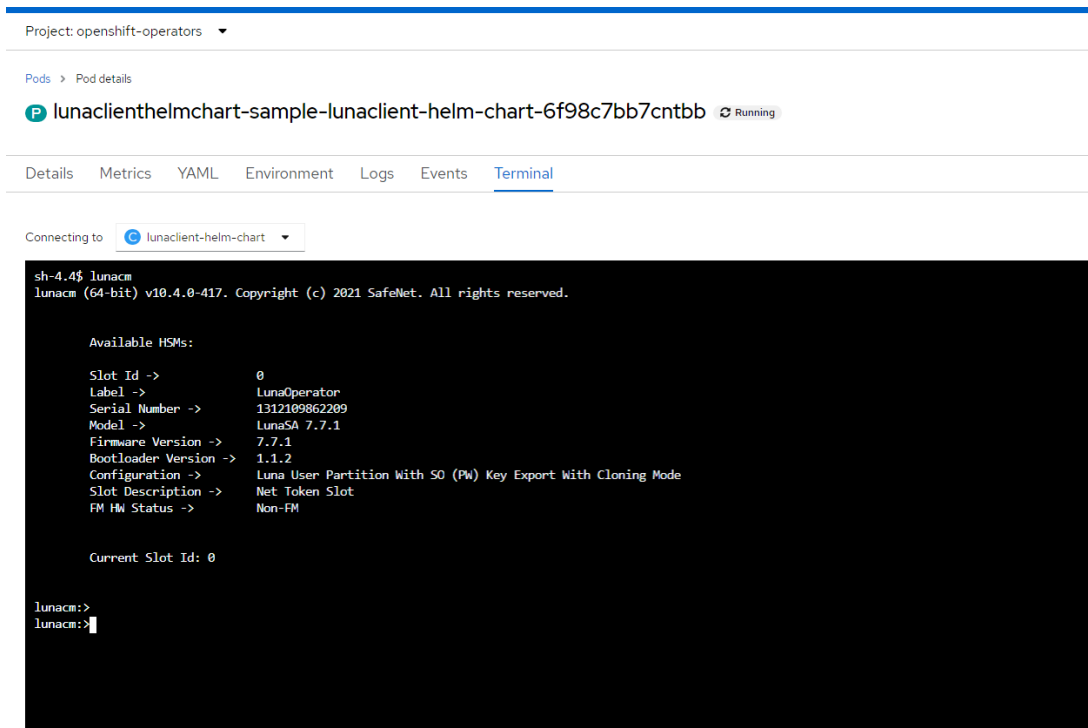 Project: openshift-operators
Pods > Pod details
P lunaclienthelmchart-sample-lunaclient-helm-chart-6f98c7bb7cntbb Running
Details Metrics YAML Environment Logs Events Terminal
Connecting to C lunaclient-helm-chart
sh-4.4$ lunacm
lunacm (64-bit) v10.4.0-417. Copyright (c) 2021 SafeNet. All rights reserved.
Available HSMs:
Slot Id -> 0
Label -> LunaOperator
Serial Number -> 1312109862209
Model -> LunaSA 7.7.1
Firmware Version -> 7.7.1
Bootloader Version -> 1.1.2
Configuration -> Luna User Partition With SO (PW) Key Export With Cloning Mode
Slot Description -> Net Token Slot
FM HW Status -> Non-FM
Current Slot Id: 0
lunacm:>
lunacm:>